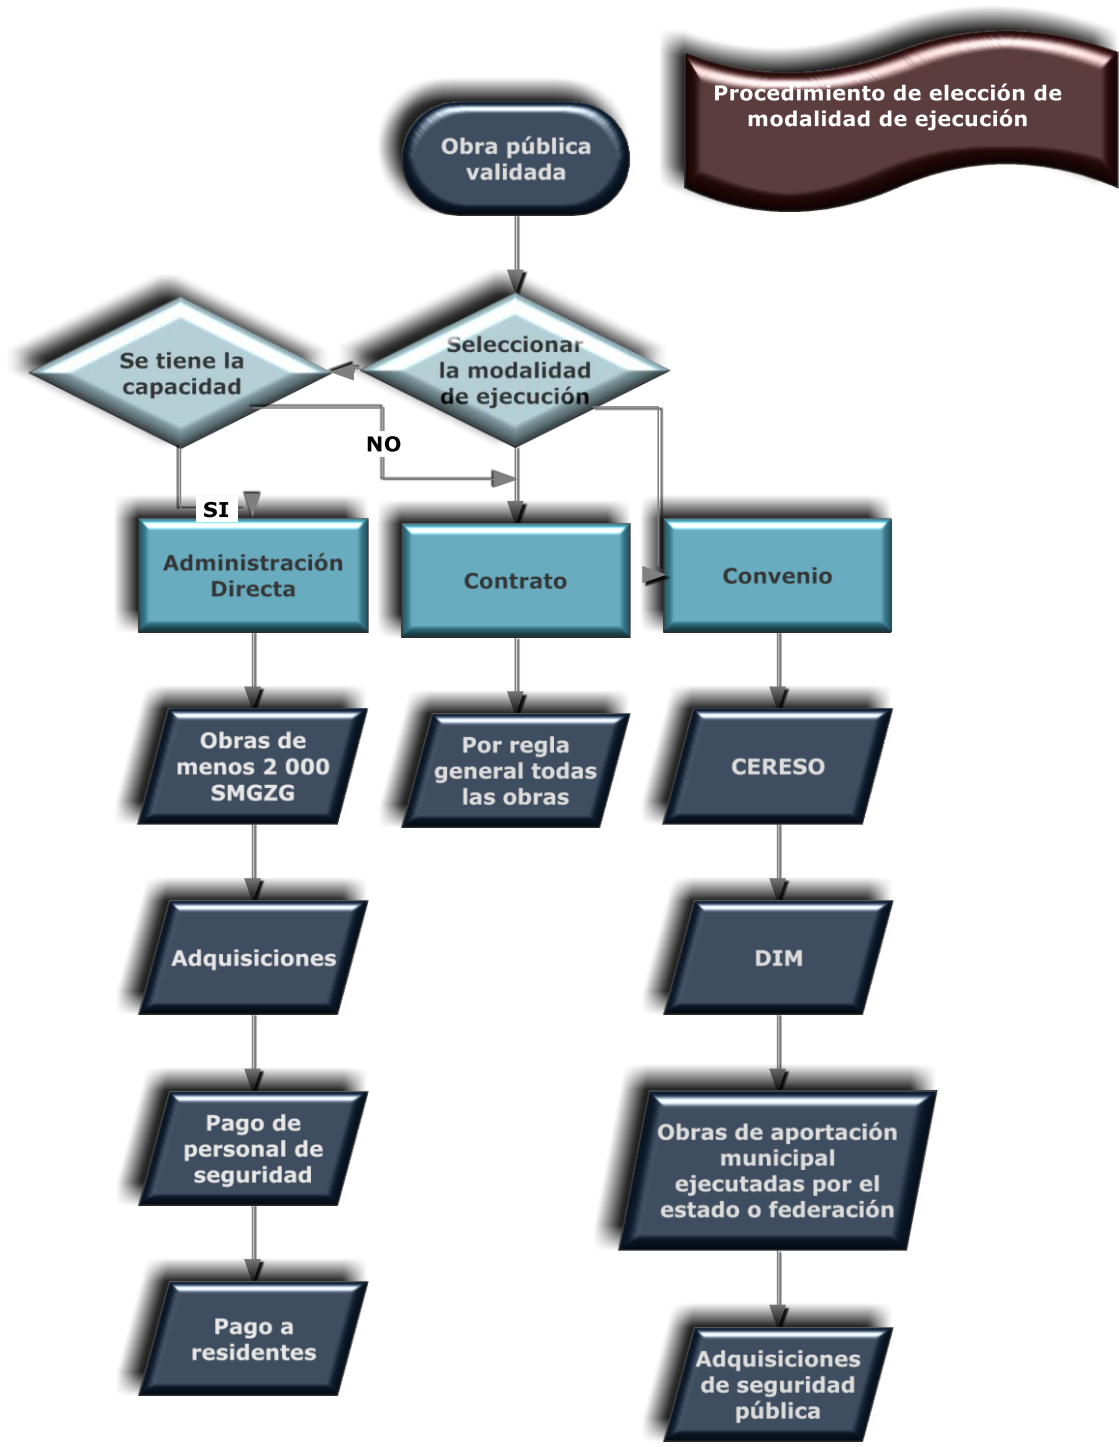 Procedimiento de elección de
modalidad de ejecución
Obra pública
validada
Seleccionar
la modalidad
de ejecución
Se tiene la
capacidad
NO
SI
Administración
Directa
Contrato
Convenio
Obras de
menos 2 000
SMGZG
Por regla
general todas
las obras
CERESO
Adquisiciones
DIM
Pago de
personal de
seguridad
Obras de aportación
municipal
ejecutadas por el
estado o federación
Pago a
residentes
Adquisiciones
de seguridad
pública